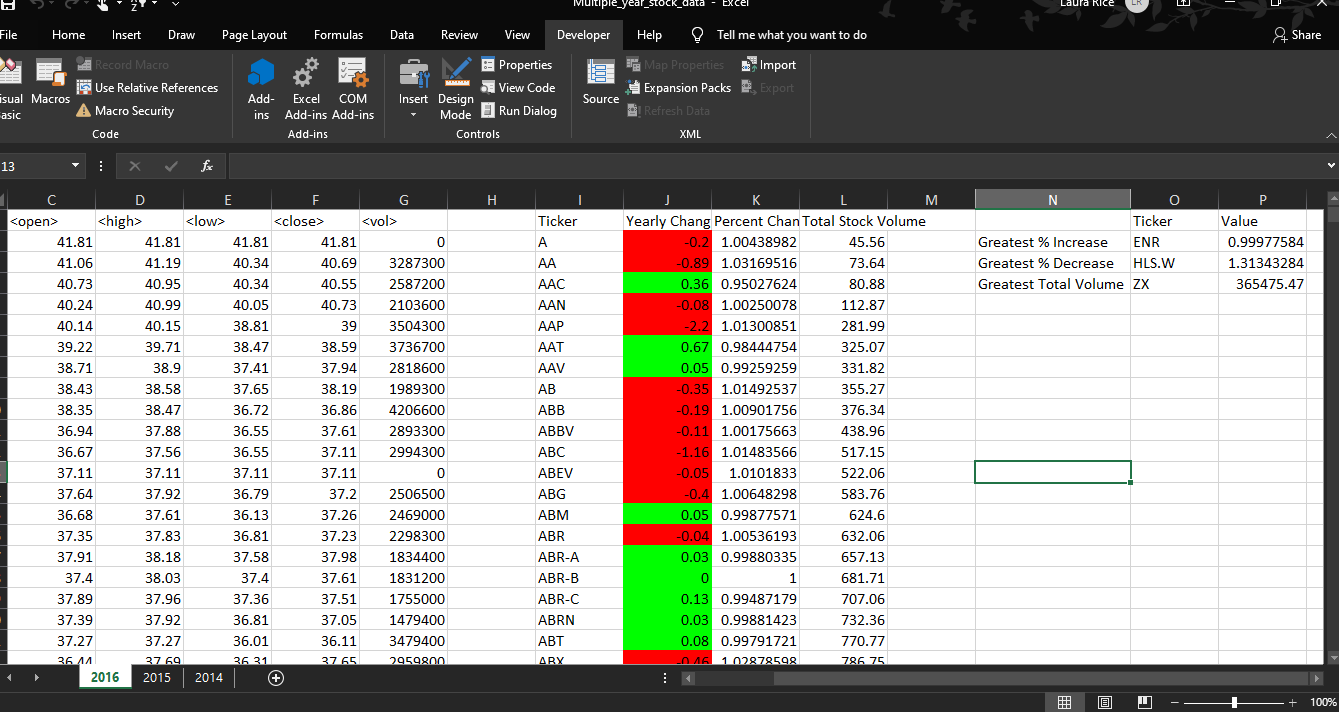 Multiple_year_stock_data - Excel Laura Rice LR
File Home Insert Draw Page Layout Formulas Data Review View Developer Help Tell me what you want to do Share
Record Macro Properties Map Properties Import
Use Relative References View Code Expansion Packs Export
Macros Add- Excel COM Insert Design Source
ins Add-ins Add-ins Mode
Macro Security Run Dialog Refresh Data
Code Add-ins Controls XML
13 fx
C D E F G H I J K L M N O P
<open> <high> <low> <close> <vol> Ticker Yearly Chang Percent Chan Total Stock Volume Ticker Value
41.81 41.81 41.81 41.81 0 A -0.2 1.00438982 45.56 Greatest % Increase ENR 0.99977584
41.06 41.19 40.34 40.69 3287300 AA -0.89 1.03169516 73.64 Greatest % Decrease HLS.W 1.31343284
40.73 40.95 40.34 40.55 2587200 AAC 0.36 0.95027624 80.88 Greatest Total Volume ZX 365475.47
40.24 40.99 40.05 40.73 2103600 AAN -0.08 1.00250078 112.87
40.14 40.15 38.81 39 3504300 AAP -2.2 1.01300851 281.99
39.22 39.71 38.47 38.59 3736700 AAT 0.67 0.98444754 325.07
38.71 38.9 37.41 37.94 2818600 AAV 0.05 0.99259259 331.82
38.43 38.58 37.65 38.19 1989300 AB -0.35 1.01492537 355.27
38.35 38.47 36.72 36.86 4206600 ABB -0.19 1.00901756 376.34
36.94 37.88 36.55 37.61 2893300 ABBV -0.11 1.00175663 438.96
36.67 37.56 36.55 37.11 2994300 ABC -1.16 1.01483566 517.15
37.11 37.11 37.11 37.11 0 ABEV -0.05 1.0101833 522.06
37.64 37.92 36.79 37.2 2506500 ABG -0.4 1.00648298 583.76
36.68 37.61 36.13 37.26 2469000 ABM 0.05 0.99877571 624.6
37.35 37.83 36.81 37.23 2298300 ABR -0.04 1.00536193 632.06
37.91 38.18 37.58 37.98 1834400 ABR-A 0.03 0.99880335 657.13
37.4 38.03 37.4 37.61 1831200 ABR-B 0 1 681.71
37.89 37.96 37.36 37.51 1755000 ABR-C 0.13 0.99487179 707.06
37.39 37.92 36.81 37.05 1479400 ABRN 0.03 0.99881423 732.36
37.27 37.27 36.01 36.11 3479400 ABT 0.08 0.99791721 770.77
36.44 37.69 36.31 37.65 2959800 ABX -0.46 1.02878598 786.75
2016 2015 2014
100%